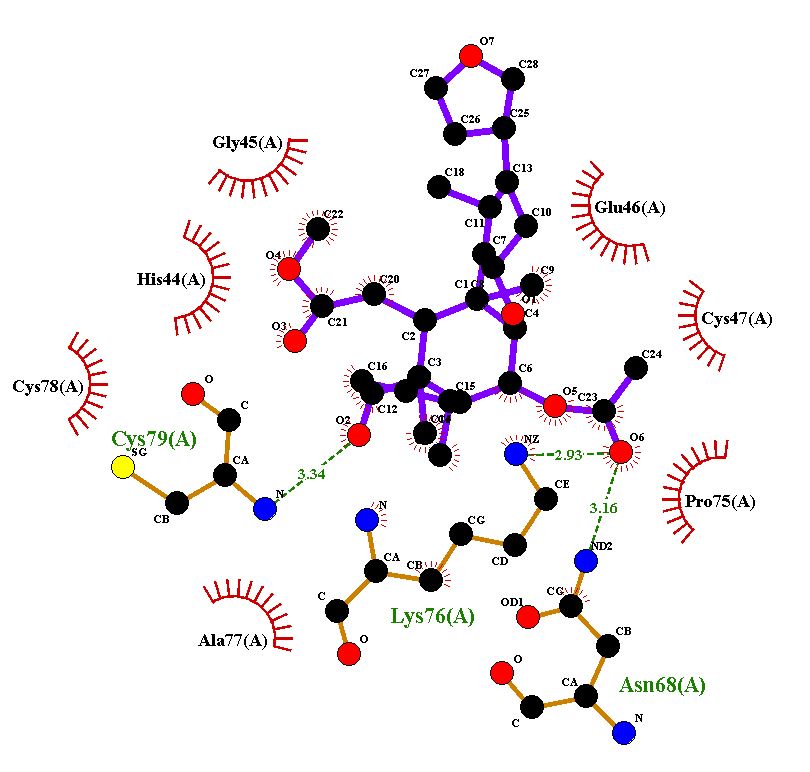 O7
C27
C28
C26
C25
Gly45(A)
C18
C13
Glu46(A)
C22
C11
C10
O4
C7
His44(A)
C20
C9
C1
O1
C21
C4
Cys47(A)
O3
C2
C3
C6
C24
C16
C15
O5
C23
Cys78(A)
O
C12
C
O2
NZ
O6
Cys79(A)
2.93
SG
CA
3.34
CE
N
Pro75(A)
CB
N
CG
3.16
CD
ND2
CA
CB
CG
C
OD1
Lys76(A)
Ala77(A)
O
CB
O
CA
Asn68(A)
C
N